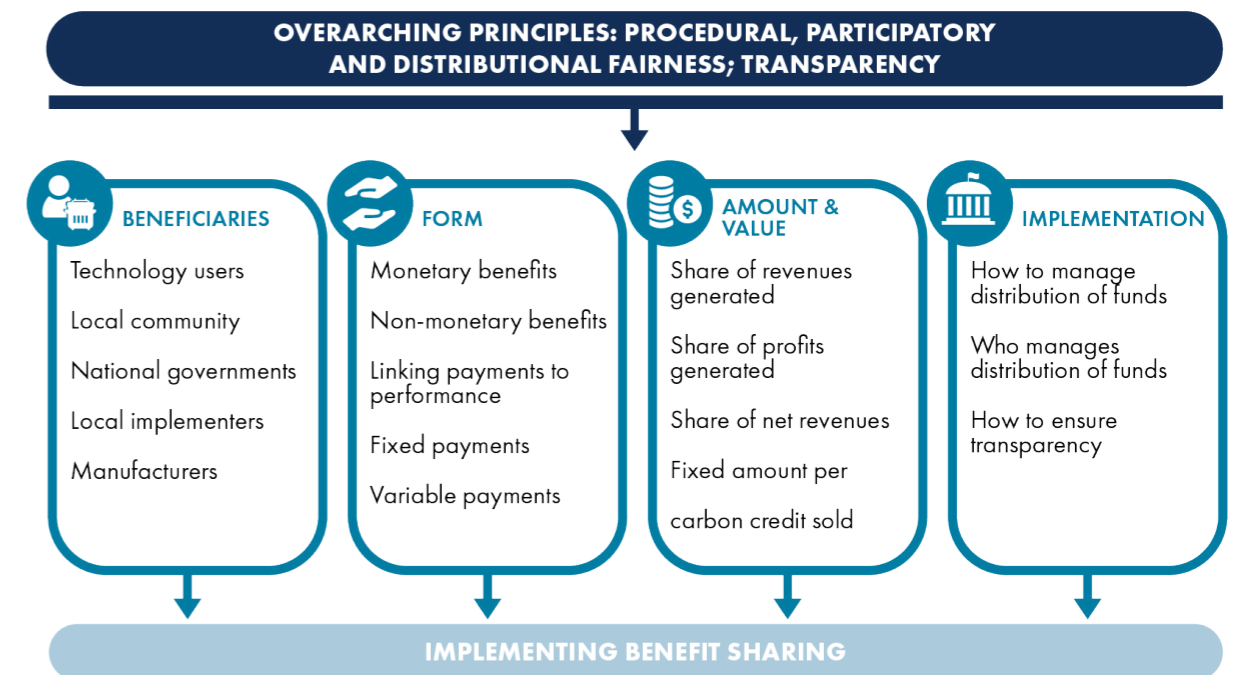 OVERARCHING PRINCIPLES: PROCEDURAL, PARTICIPATORY
AND DISTRIBUTIONAL FAIRNESS; TRANSPARENCY
BENEFICIARIES
Technology users
Local community
National governments
Local implementers
Manufacturers
FORM
Monetary benefits
Non-monetary benefits
Linking payments to
performance
Fixed payments
Variable payments
$
AMOUNT &
VALUE
Share of revenues
generated
Share of profits
generated
Share of net revenues
Fixed amount per
carbon credit sold
IMPLEMENTATION
How to manage
distribution of funds
Who manages
distribution of funds
How to ensure
transparency
IMPLEMENTING BENEFIT SHARING